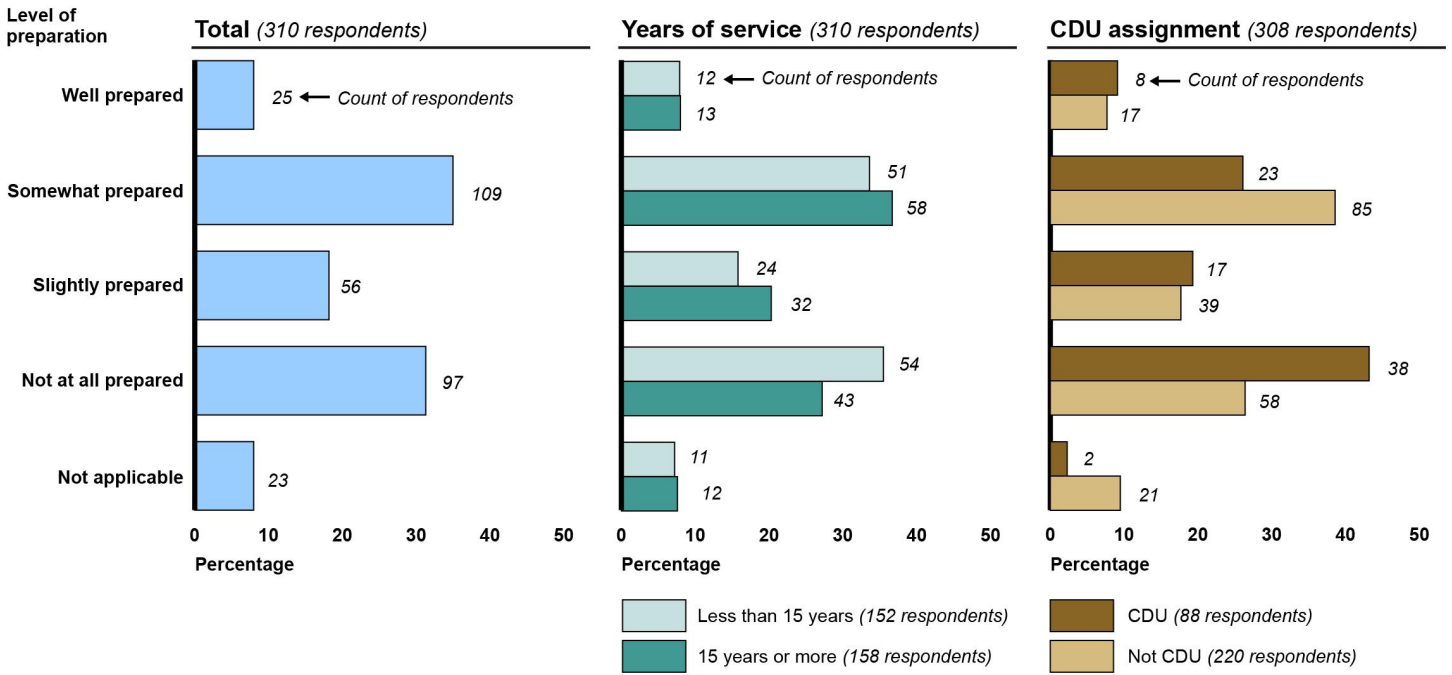 Level of
preparation
Total (310 respondents)
Years of service (310 respondents)
CDU assignment (308 respondents)
Well prepared
25 Count of respondents
12 Count of respondents
13
8 Count of respondents
17
Somewhat prepared
109
51
58
23
85
Slightly prepared
56
24
32
17
39
Not at all prepared
97
54
43
38
58
Not applicable
23
11
12
2
21
0 10 20 30 40 50
0 10 20 30 40 50
0 10 20 30 40 50
Percentage
Percentage
Percentage
Less than 15 years (152 respondents)
15 years or more (158 respondents)
CDU (88 respondents)
Not CDU (220 respondents)